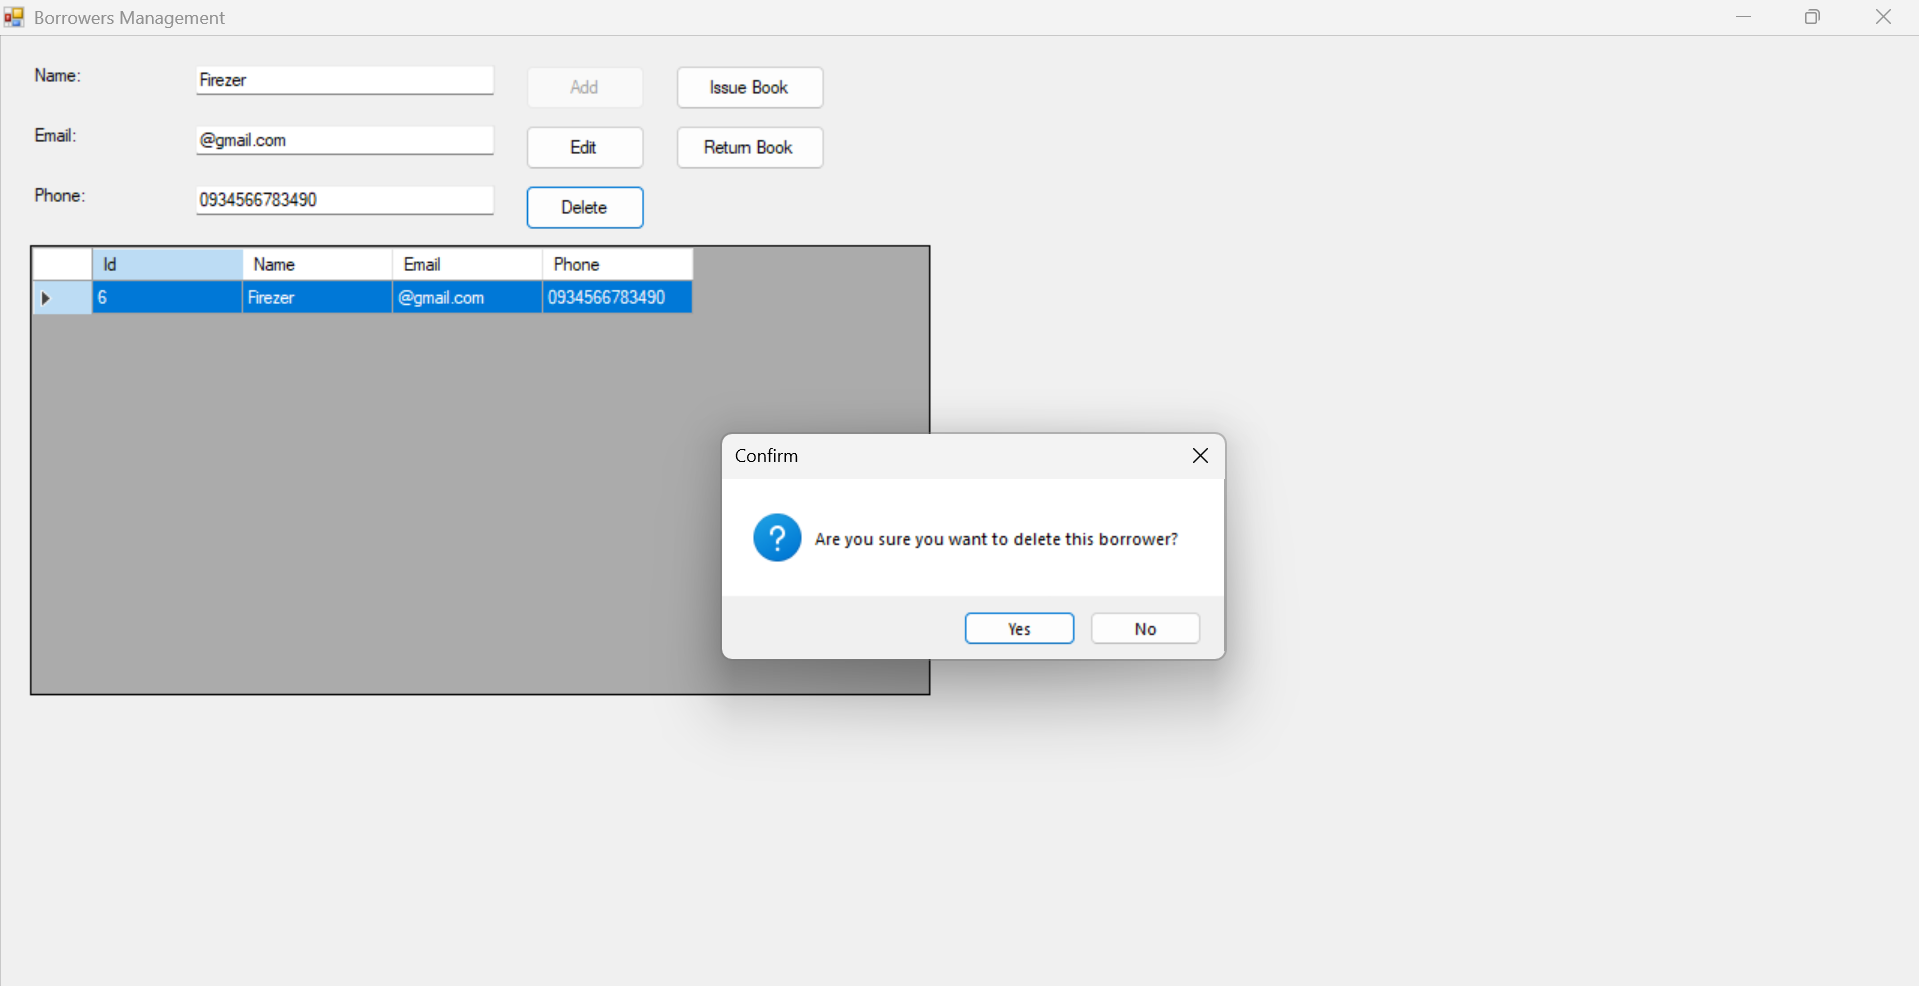 Borrowers Management
Name: Firezer Add Issue Book
Email: @gmail.com Edit Return Book
Phone: 0934566783490 Delete
Id Name Email Phone
6 Firezer @gmail.com 0934566783490
Confirm
? Are you sure you want to delete this borrower?
Yes No